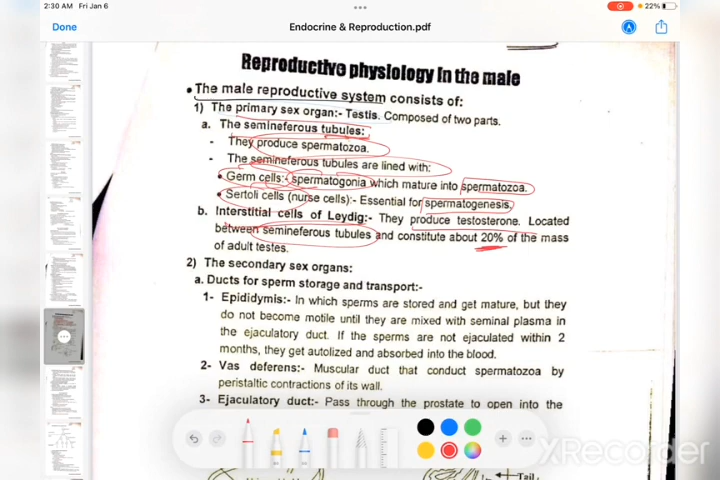 2:30 AM Fri Jan 6
22%
Done
Endocrine & Reproduction.pdf
Reproductive physiology in the male
• The male reproductive system consists of:
1) The primary sex organ:- Testis. Composed of two parts.
a. The semineferous tubules:
- They produce spermatozoa.
- The semineferous tubules are lined with:
• Germ cells:- spermatogonia which mature into spermatozoa.
• Sertoli cells (nurse cells):- Essential for spermatogenesis.
b. Interstitial cells of Leydig:- They produce testosterone. Located
between semineferous tubules and constitute about 20% of the mass
of adult testes.
2) The secondary sex organs:
a. Ducts for sperm storage and transport:-
1- Epididymis:- In which sperms are stored and get mature, but they
do not become motile until they are mixed with seminal plasma in
the ejaculatory duct. If the sperms are not ejaculated within 2
months, they get autolized and absorbed into the blood.
2- Vas deferens:- Muscular duct that conduct spermatozoa by
peristaltic contractions of its wall.
3- Ejaculatory duct:- Pass through the prostate to open into the
XRecorder
Tail